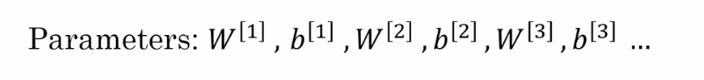 Parameters: W^[1] , b^[1] , W^[2] , b^[2] , W^[3] , b^[3] ...